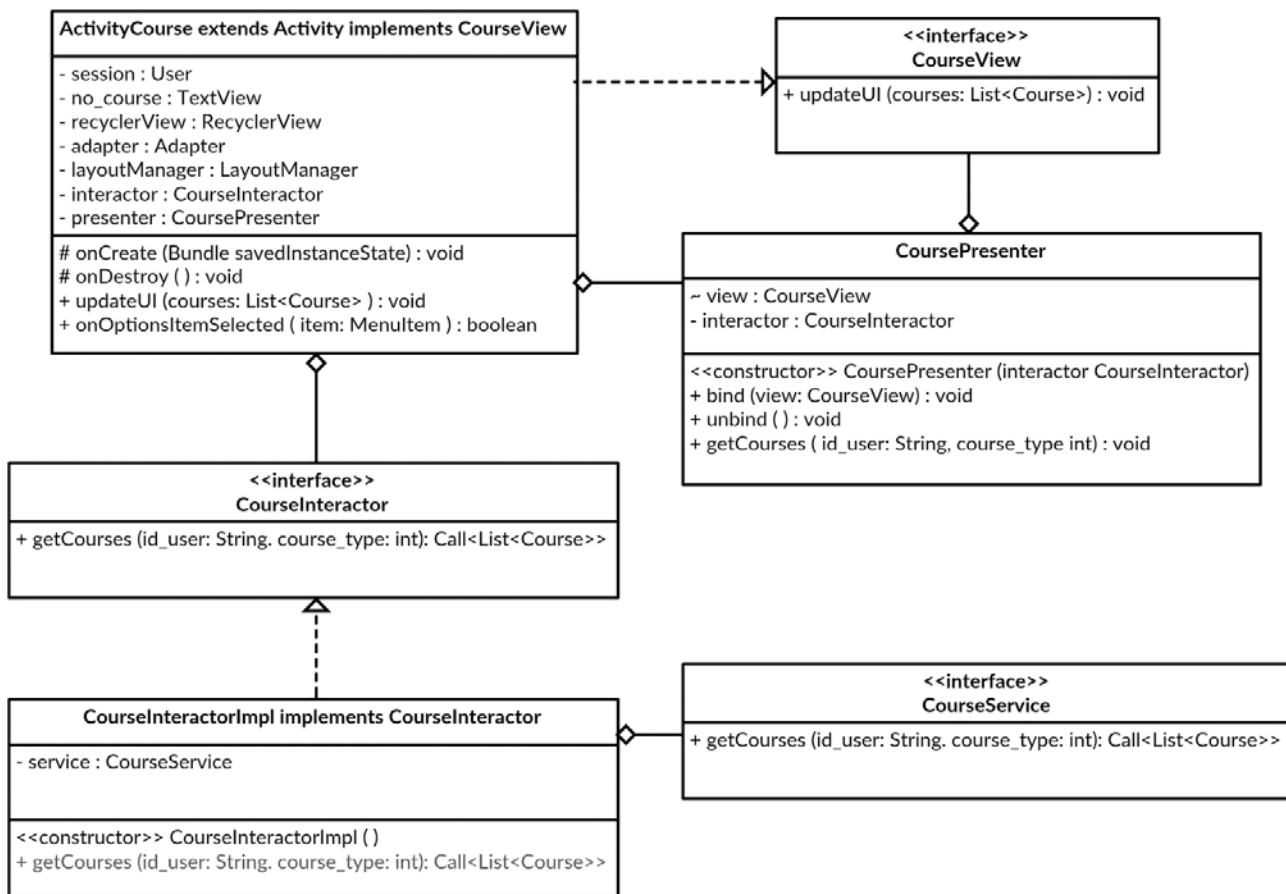 ActivityCourse extends Activity implements CourseView
- session : User
- no_course : TextView
- recyclerView : RecyclerView
- adapter : Adapter
- layoutManager : LayoutManager
- interactor : CourseInteractor
- presenter : CoursePresenter
# onCreate (Bundle savedInstanceState) : void
# onDestroy ( ) : void
+ updateUI (courses: List<Course> ) : void
+ onOptionsItemSelected ( item: MenuItem ) : boolean
<<interface>>
CourseView
+ updateUI (courses: List<Course>) : void
CoursePresenter
~ view : CourseView
- interactor : CourseInteractor
<<constructor>> CoursePresenter (interactor CourseInteractor)
+ bind (view: CourseView) : void
+ unbind ( ) : void
+ getCourses ( id_user: String, course_type int) : void
<<interface>>
CourseInteractor
+ getCourses (id_user: String. course_type: int): Call<List<Course>>
CourseInteractorImpl implements CourseInteractor
- service : CourseService
<<constructor>> CourseInteractorImpl ( )
+ getCourses (id_user: String. course_type: int): Call<List<Course>>
<<interface>>
CourseService
+ getCourses (id_user: String. course_type: int): Call<List<Course>>